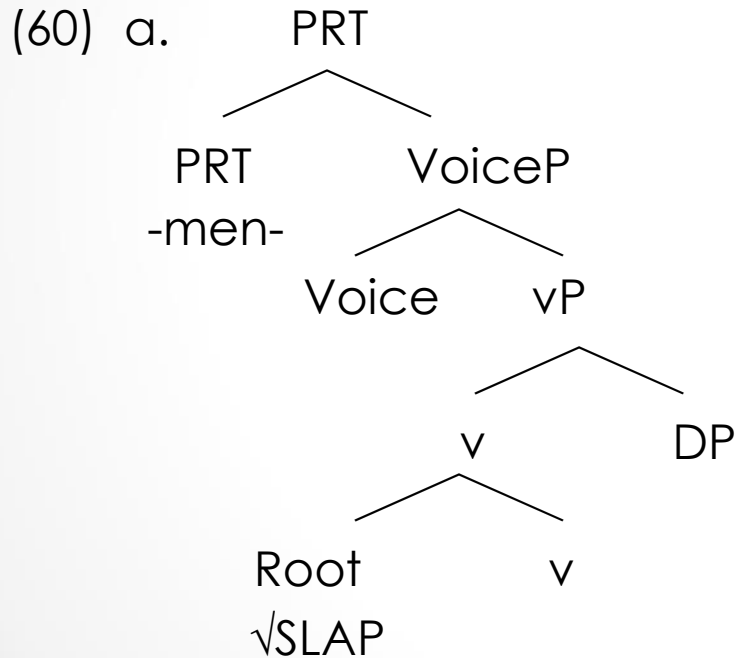 (60) a. PRT
PRT VoiceP
-men-
Voice vP
v DP
Root v
√SLAP